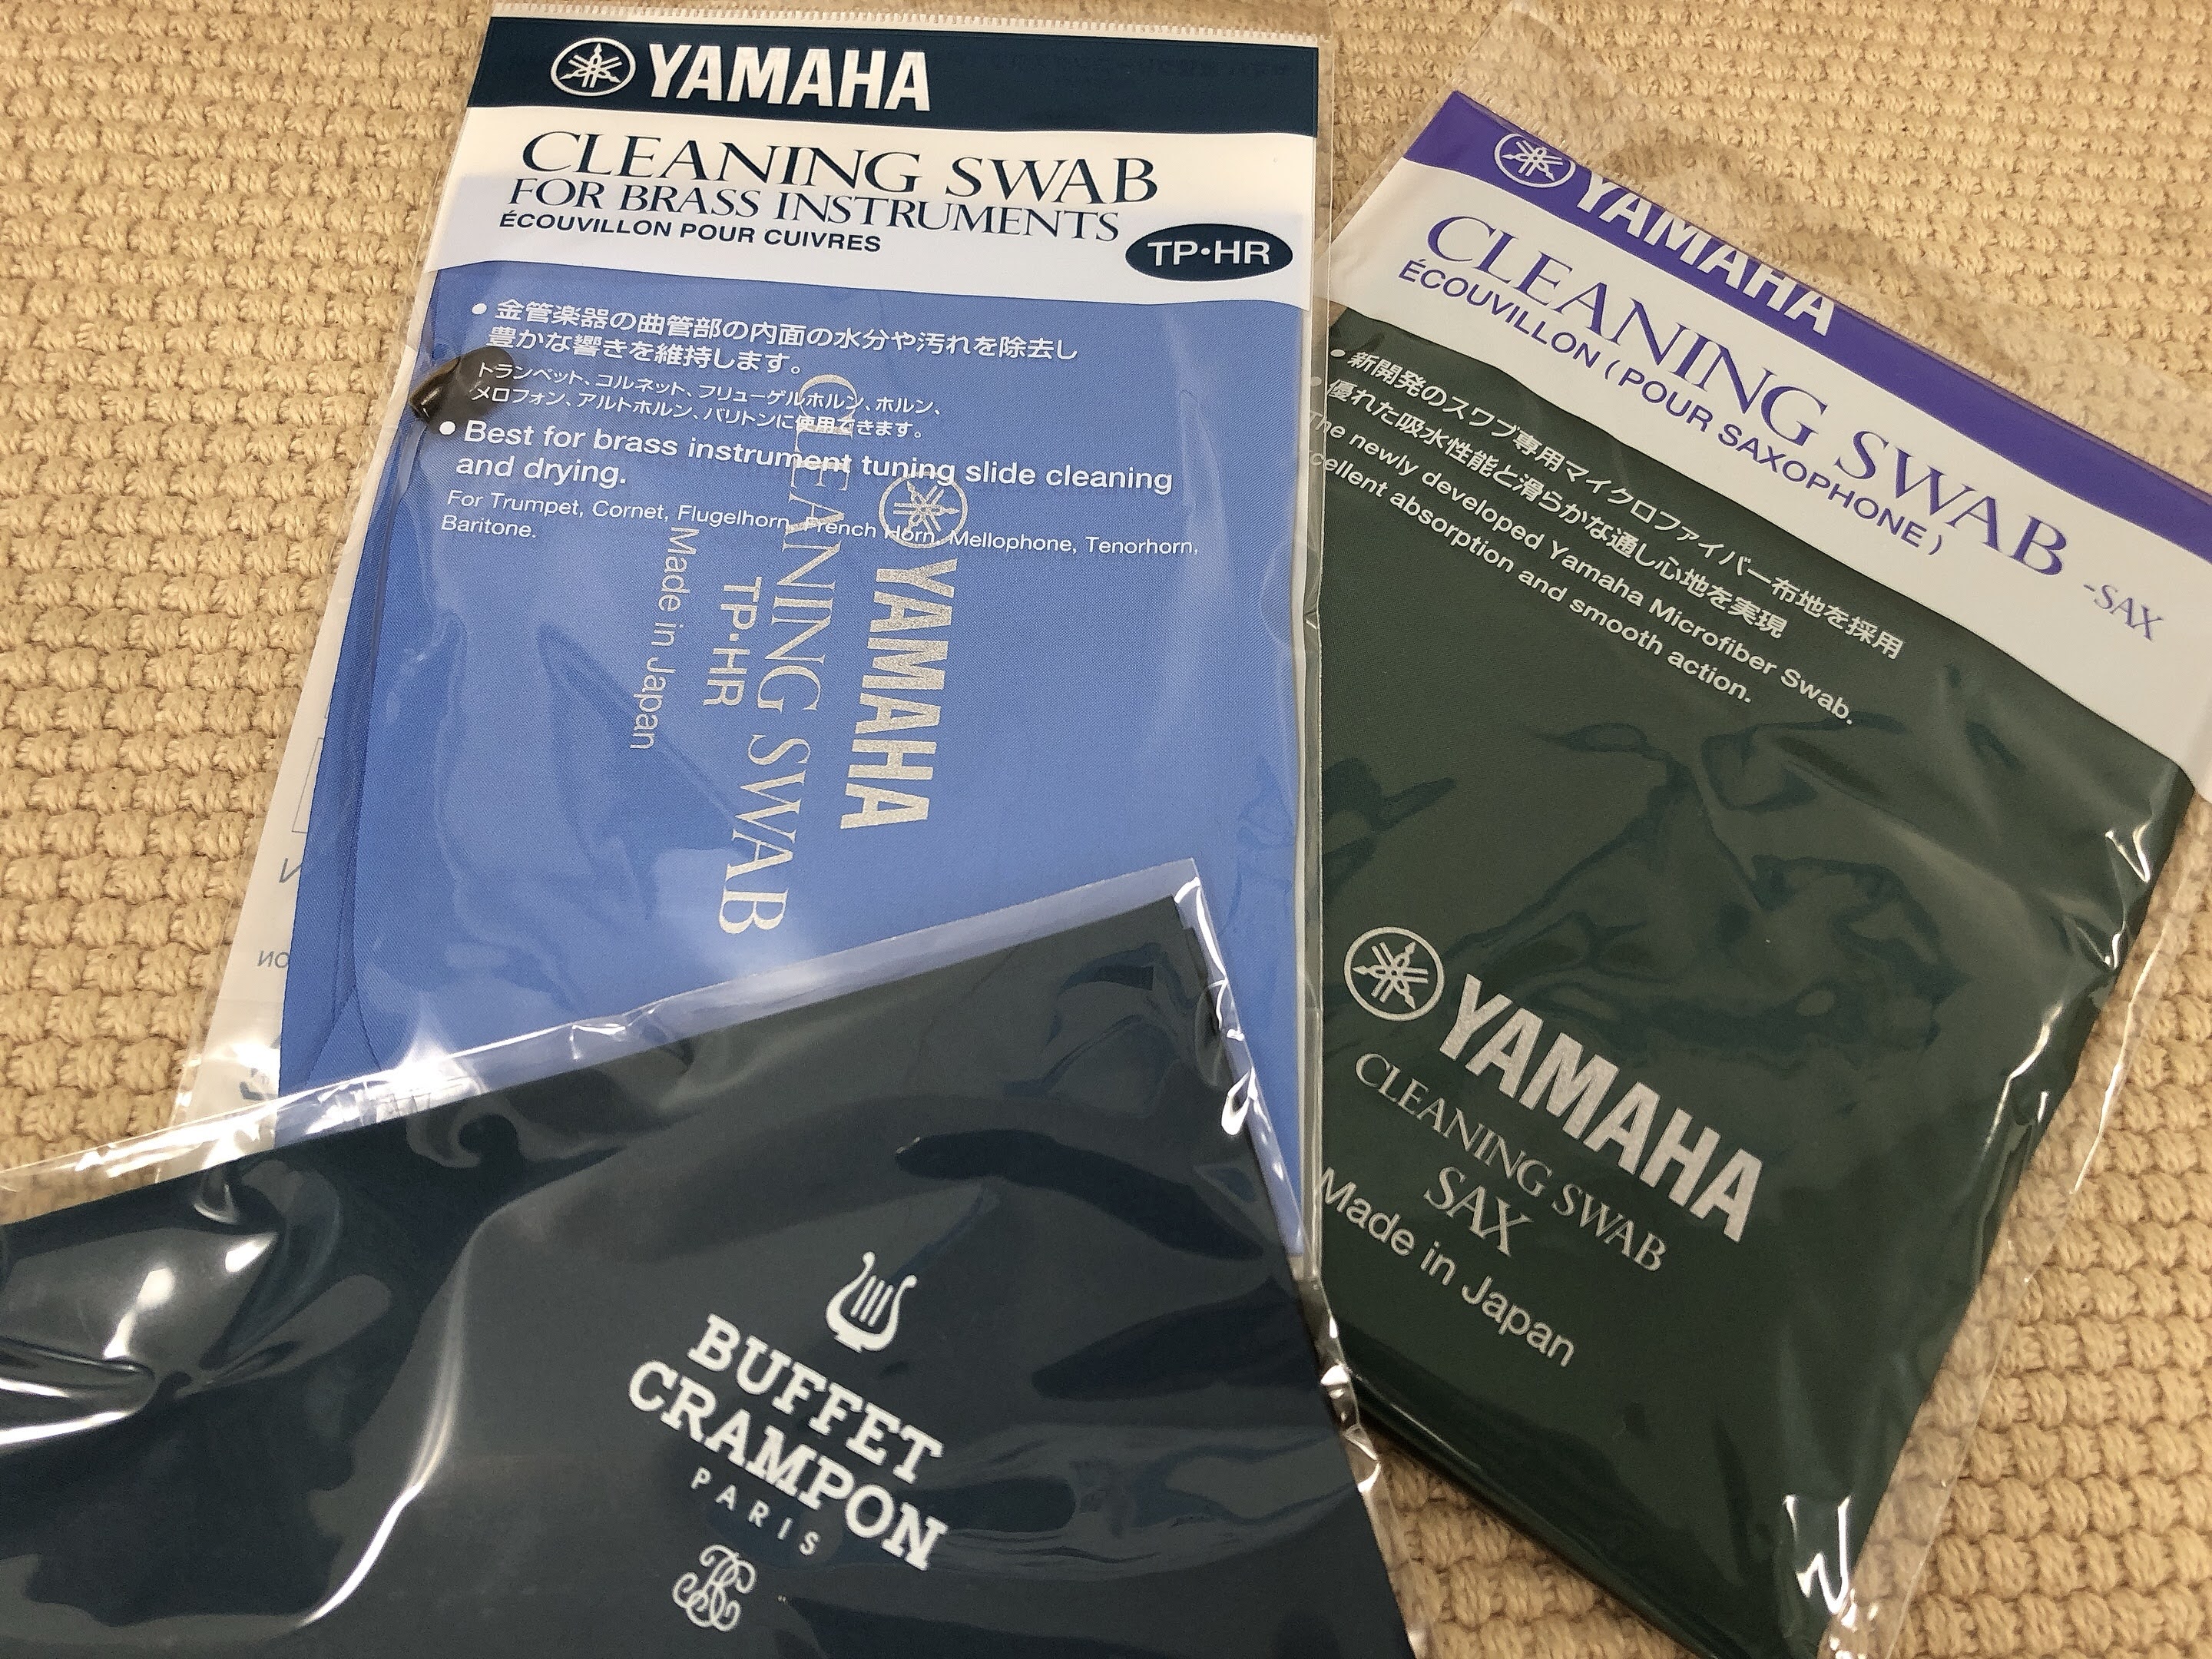 YAMAHA
CLEANING SWAB
FOR BRASS INSTRUMENTS
ÉCOUVILLON POUR CUIVRES
TP・HR
● 金管楽器の曲管部の内面の水分や汚れを除去し
豊かな響きを維持します。
トランペット、コルネット、フリューゲルホルン、ホルン、
メロフォン、アルトホルン、バリトンに使用できます。
● Best for brass instrument tuning slide cleaning
and drying.
For Trumpet, Cornet, Flugelhorn, French Horn, Mellophone, Tenorhorn,
Baritone.
YAMAHA
CLEANING SWAB
TP・HR
Made in Japan
YAMAHA
CLEANING SWAB -SAX
ÉCOUVILLON (POUR SAXOPHONE)
● 新開発のスワブ専用マイクロファイバー布地を採用
● 優れた吸水性能と滑らかな通し心地を実現
The newly developed Yamaha Microfiber Swab.
absorption and smooth action.
YAMAHA
CLEANING SWAB
SAX
Made in Japan
BUFFET
CRAMPON
PARIS
BC